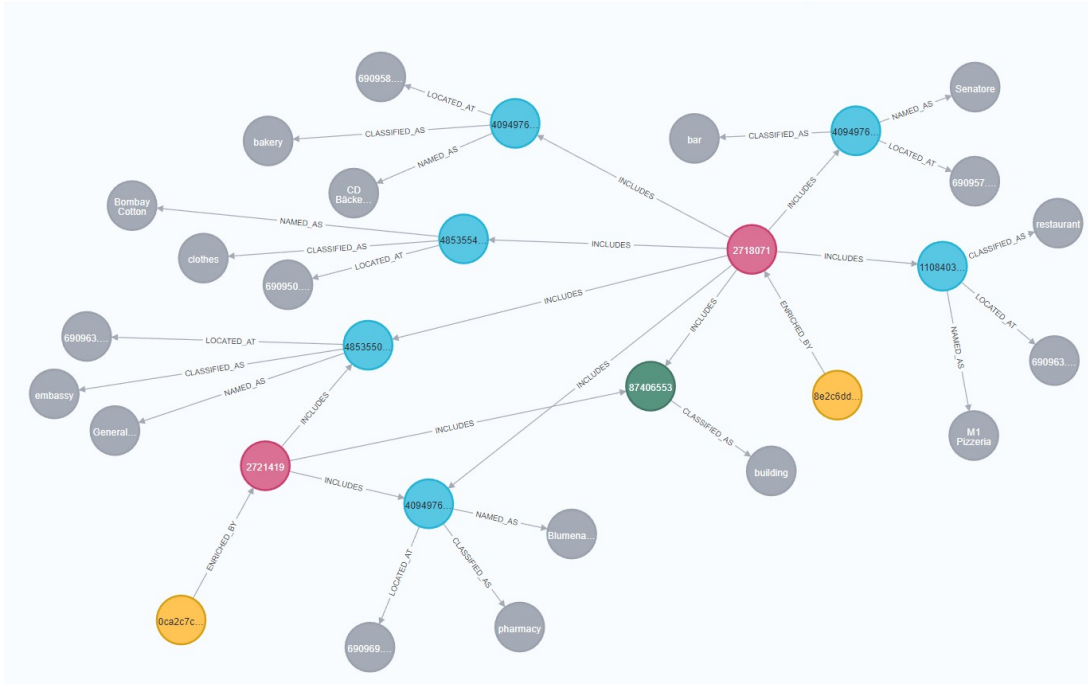 690958....
LOCATED_AT
4094976...
CLASSIFIED_AS
bakery
NAMED_AS
CD
Bäcke...
INCLUDES
Senatore
NAMED_AS
4094976...
CLASSIFIED_AS
bar
LOCATED_AT
690957....
INCLUDES
Bombay
Cotton
NAMED_AS
4853554...
CLASSIFIED_AS
clothes
LOCATED_AT
690950....
INCLUDES
2718071
INCLUDES
1108403...
CLASSIFIED_AS
restaurant
LOCATED_AT
690963....
NAMED_AS
M1
Pizzeria
INCLUDES
690963....
LOCATED_AT
4853550...
CLASSIFIED_AS
embassy
NAMED_AS
General...
INCLUDES
INCLUDES
ENRICHED_BY
8e2c6dd...
87406553
CLASSIFIED_AS
building
INCLUDES
INCLUDES
2721419
INCLUDES
4094976...
NAMED_AS
Blumena...
CLASSIFIED_AS
pharmacy
LOCATED_AT
690969....
ENRICHED_BY
0ca2c7c...